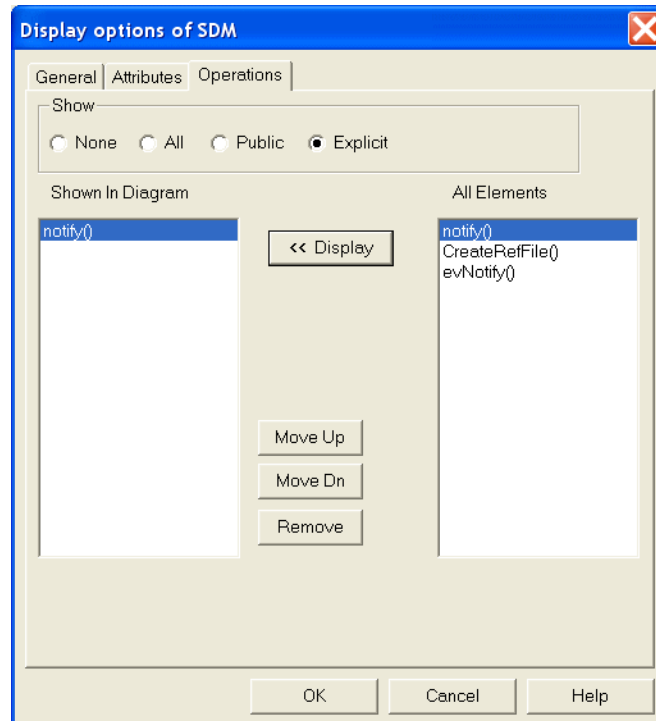 Display options of SDM
General Attributes Operations
Show
None All Public Explicit
Shown In Diagram All Elements
notify() << Display notify()
CreateRefFile()
evNotify()
Move Up
Move Dn
Remove
OK Cancel Help